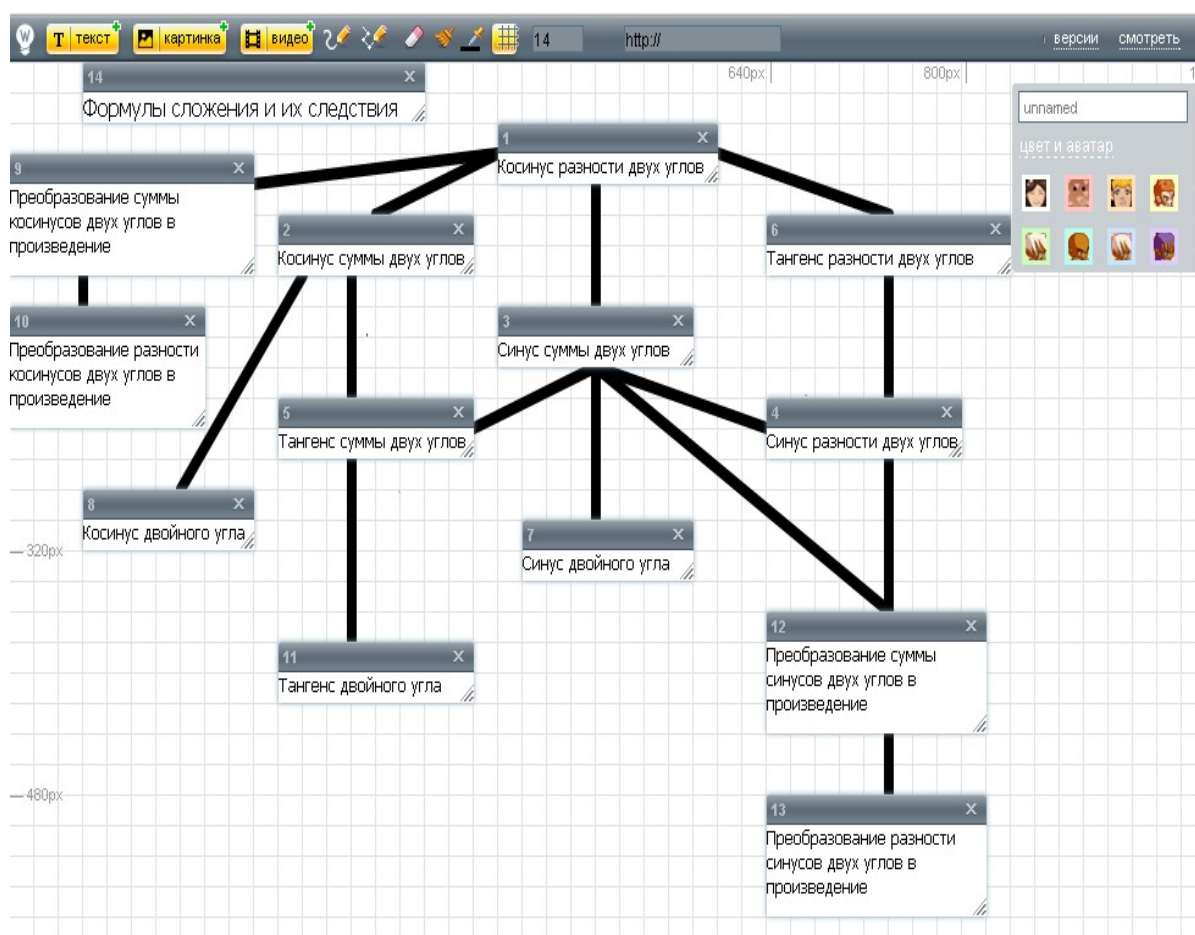 W T текст картинка видео 14 http:// версии смотреть
640px 800px 1
14 x
Формулы сложения и их следствия
unnamed
цвет и аватар
1 x
Косинус разности двух углов
9 x
Преобразование суммы
косинусов двух углов в
произведение
2 x
Косинус суммы двух углов
6 x
Тангенс разности двух углов
10 x
Преобразование разности
косинусов двух углов в
произведение
3 x
Синус суммы двух углов
5 x
Тангенс суммы двух углов
4 x
Синус разности двух углов
8 x
Косинус двойного угла
7 x
Синус двойного угла
320px
12 x
Преобразование суммы
синусов двух углов в
произведение
11 x
Тангенс двойного угла
480px
13 x
Преобразование разности
синусов двух углов в
произведение